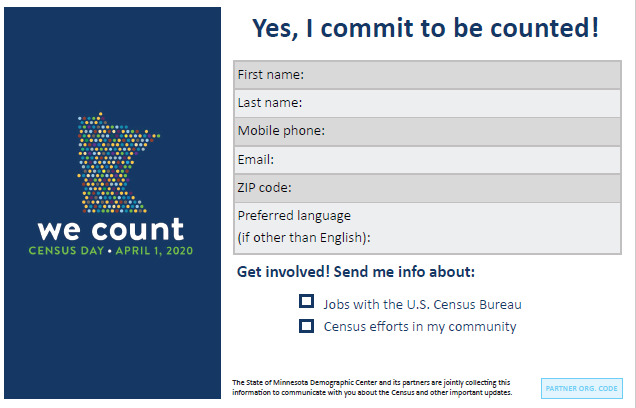 Yes, I commit to be counted!
First name:
Last name:
Mobile phone:
Email:
ZIP code:
Preferred language
(if other than English):
we count
CENSUS DAY • APRIL 1, 2020
Get involved! Send me info about:
Jobs with the U.S. Census Bureau
Census efforts in my community
The State of Minnesota Demographic Center and its partners are jointly collecting this
information to communicate with you about the Census and other important updates.
PARTNER ORG. CODE